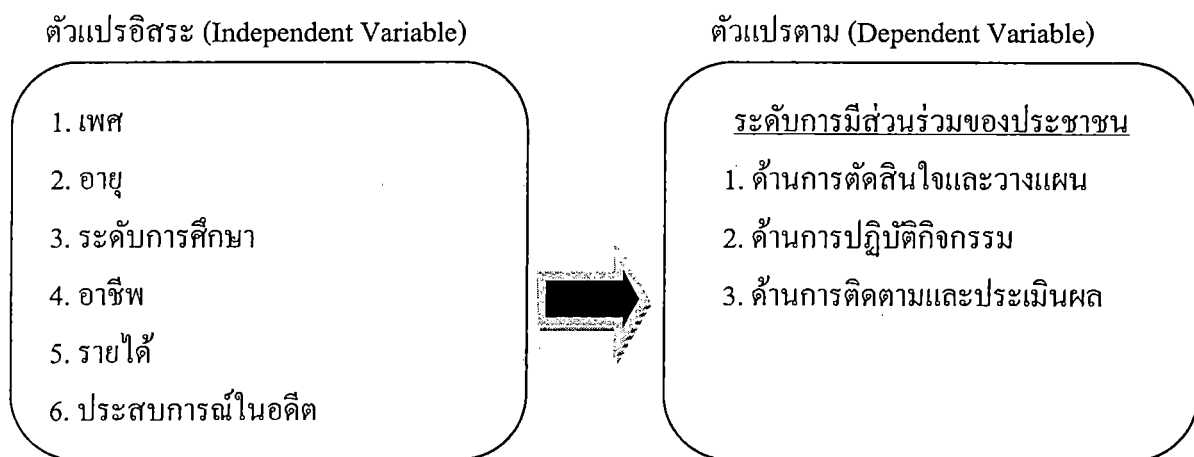 ตัวแปรอิสระ (Independent Variable)
1. เพศ
2. อายุ
3. ระดับการศึกษา
4. อาชีพ
5. รายได้
6. ประสบการณ์ในอดีต
ตัวแปรตาม (Dependent Variable)
ระดับการมีส่วนร่วมของประชาชน
1. ด้านการตัดสินใจและวางแผน
2. ด้านการปฏิบัติกิจกรรม
3. ด้านการติดตามและประเมินผล